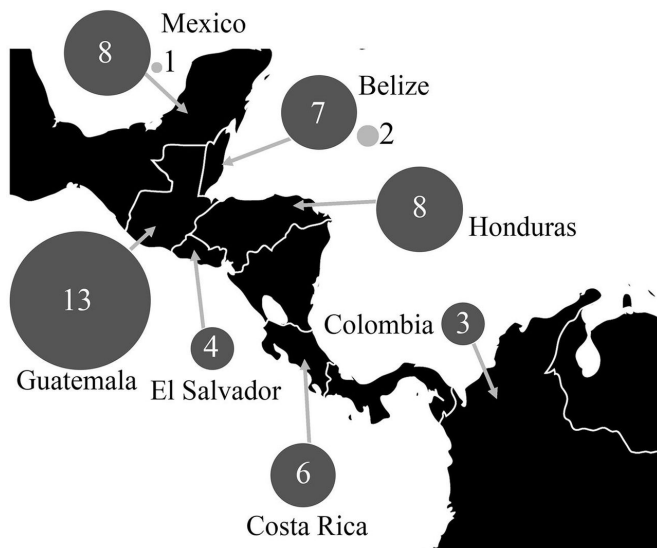 Mexico
8
1
Belize
7
2
8
Honduras
13
Guatemala
4
El Salvador
Colombia
3
6
Costa Rica